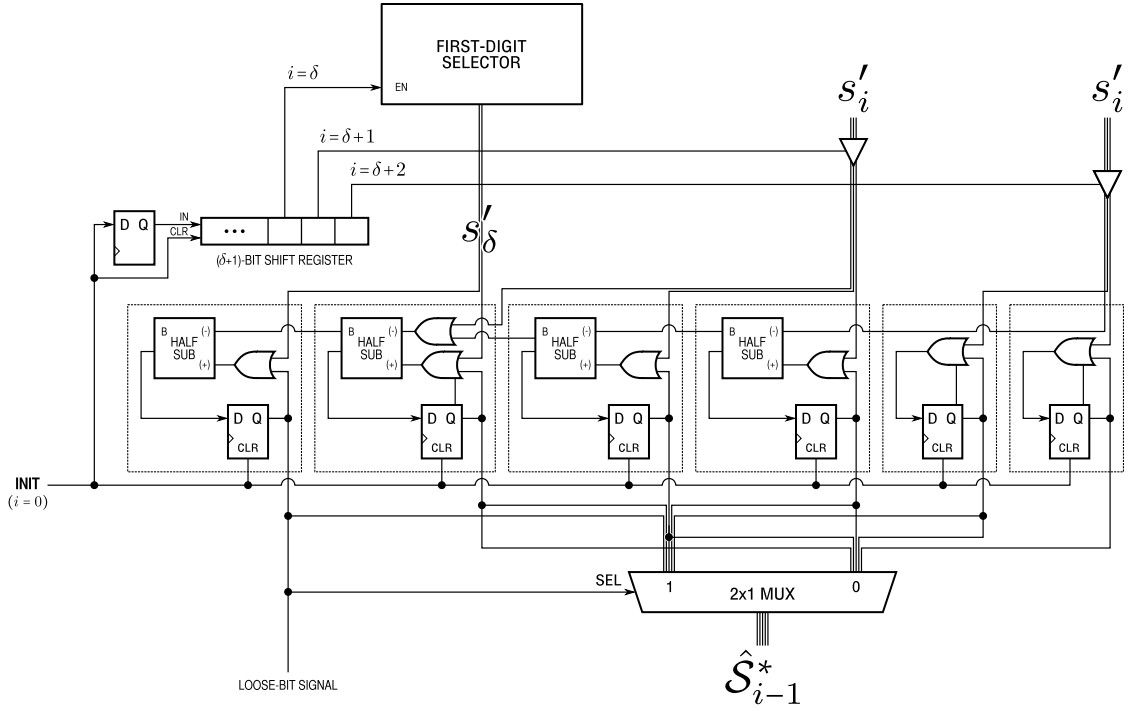 FIRST-DIGIT
SELECTOR
EN
i = δ
i = δ+1
i = δ+2
s′ᵢ
s′ᵢ
D Q
IN
CLR
•••
(δ+1)-BIT SHIFT REGISTER
s′_δ
B (-)
HALF
SUB
(+)
B (-)
HALF
SUB
(+)
B (-)
HALF
SUB
(+)
B (-)
HALF
SUB
(+)
D Q
CLR
D Q
CLR
D Q
CLR
D Q
CLR
D Q
CLR
D Q
CLR
INIT
(i = 0)
SEL
1
2x1 MUX
0
Ŝ*ᵢ₋₁
LOOSE-BIT SIGNAL